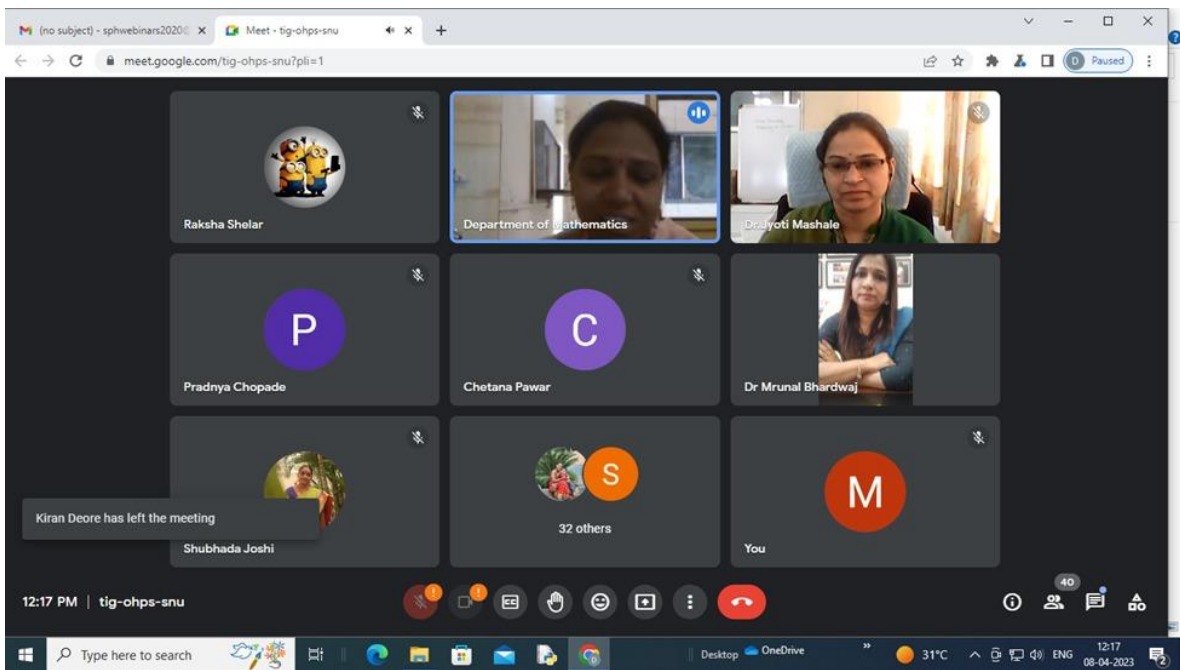 (no subject) - sphwebinars2020@
Meet - tig-ohps-snu
meet.google.com/tig-ohps-snu?pli=1
D Paused
Raksha Shelar
Department of Mathematics
Dr.Jyoti Mashale
P
C
Pradnya Chopade
Chetana Pawar
Dr Mrunal Bhardwaj
S
M
Kiran Deore has left the meeting
32 others
Shubhada Joshi
You
40
12:17 PM | tig-ohps-snu
Type here to search
Desktop
OneDrive
31°C
ENG
12:17
08-04-2023
2